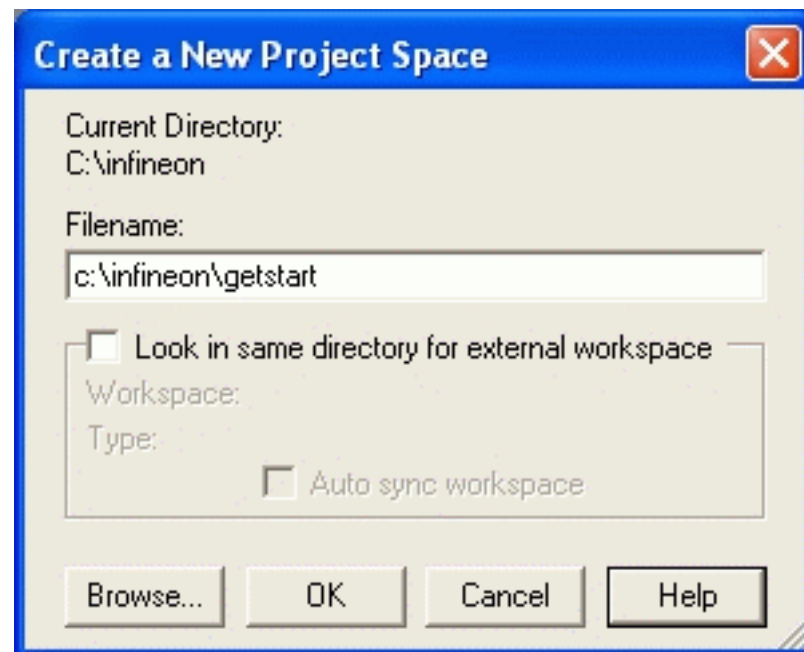 Create a New Project Space
Current Directory:
C:\infineon
Filename:
c:\infineon\getstart
Look in same directory for external workspace
Workspace:
Type:
Auto sync workspace
Browse... OK Cancel Help